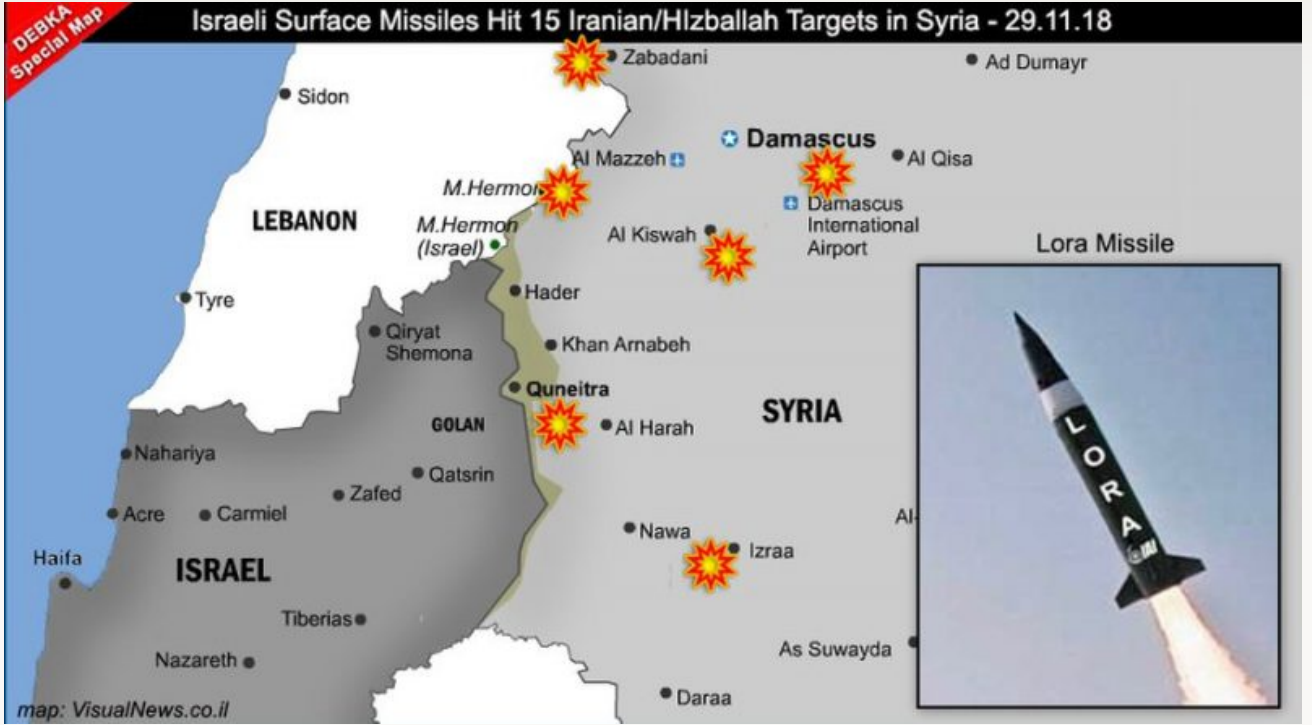 DEBKA
Special Map
Israeli Surface Missiles Hit 15 Iranian/HIzballah Targets in Syria - 29.11.18
Zabadani
Ad Dumayr
Sidon
Damascus
Al Mazzeh
Al Qisa
M.Hermon
Damascus
International
Airport
LEBANON
M.Hermon
(Israel)
Al Kiswah
Lora Missile
Tyre
Hader
Qiryat
Shemona
Khan Arnabeh
Quneitra
SYRIA
GOLAN
Al Harah
Nahariya
Qatsrin
Zafed
Acre
Carmiel
Nawa
Al-
LORA
IAI
Haifa
Izraa
ISRAEL
Tiberias
As Suwayda
Nazareth
Daraa
map: VisualNews.co.il